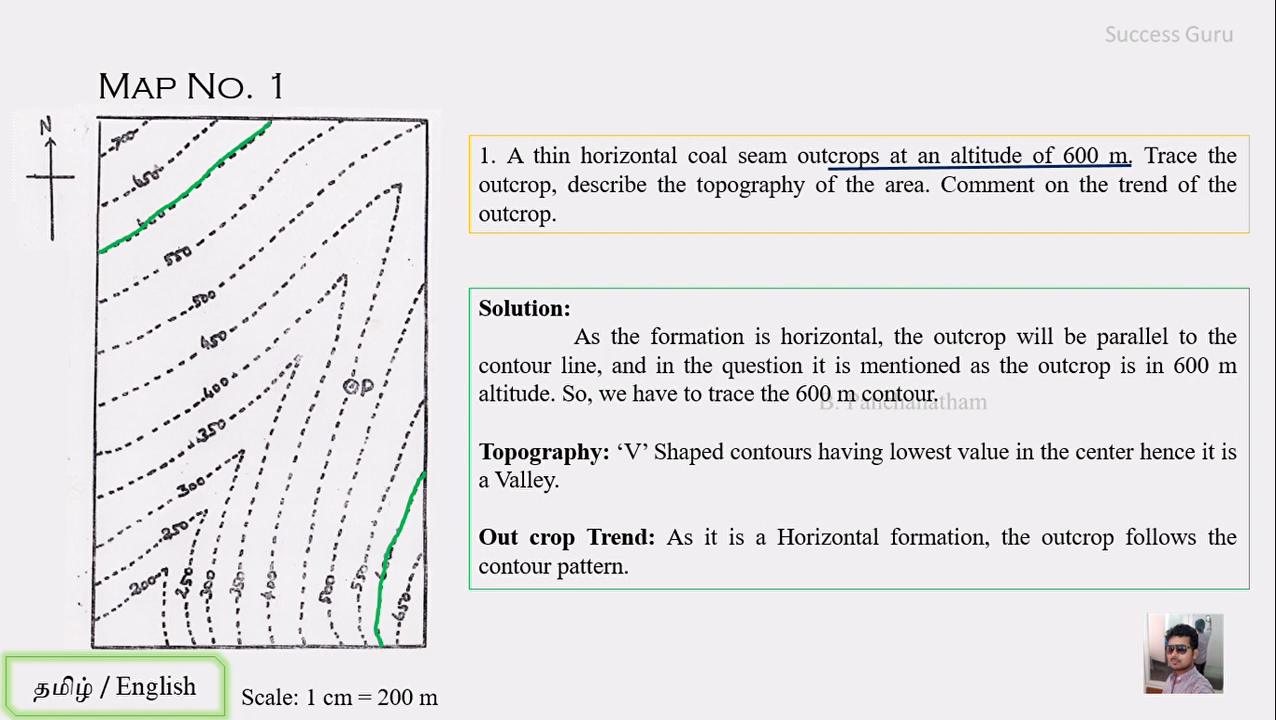 Success Guru
MAP NO. 1
N
700
650
550
500
450
400
350
300
250
200
250
300
350
400
500
550
650
P
1. A thin horizontal coal seam outcrops at an altitude of 600 m. Trace the
outcrop, describe the topography of the area. Comment on the trend of the
outcrop.
Solution:
As the formation is horizontal, the outcrop will be parallel to the
contour line, and in the question it is mentioned as the outcrop is in 600 m
altitude. So, we have to trace the 600 m contour.
B. Panchanatham
Topography: ‘V’ Shaped contours having lowest value in the center hence it is
a Valley.
Out crop Trend: As it is a Horizontal formation, the outcrop follows the
contour pattern.
தமிழ் / English
Scale: 1 cm = 200 m